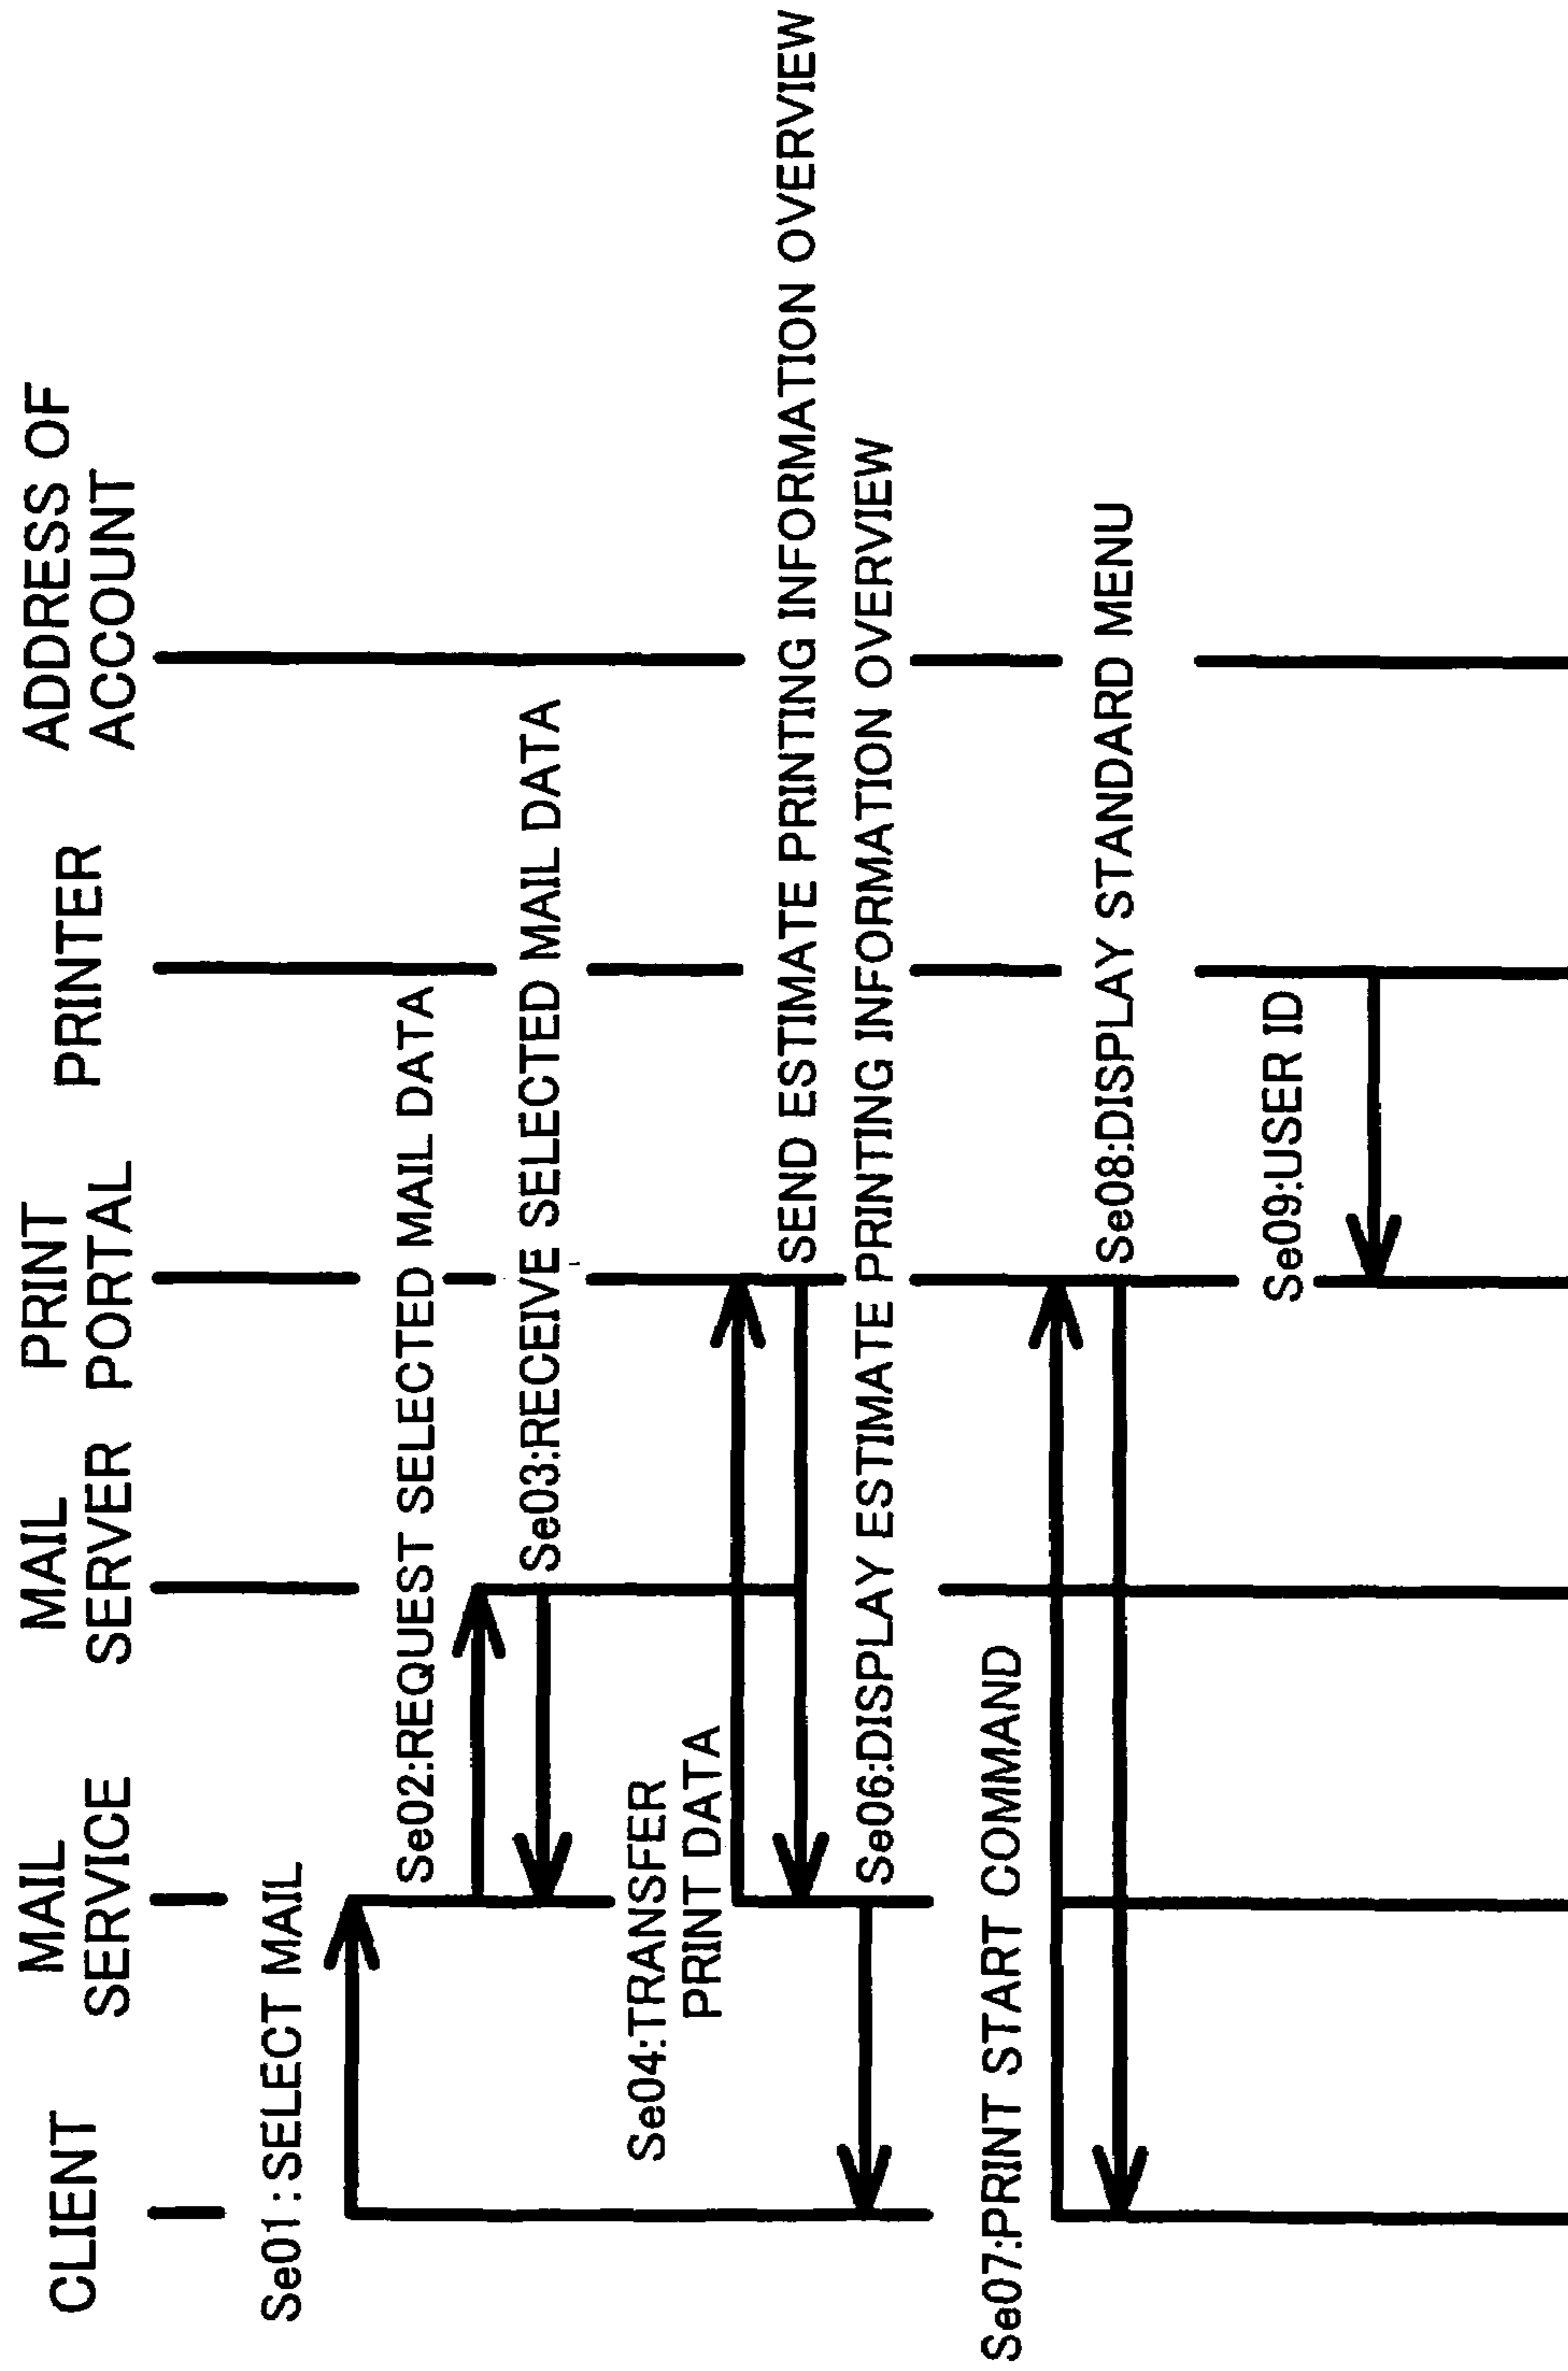 CLIENT
MAIL
SERVICE
MAIL
SERVER
PRINT
PORTAL
PRINTER
ADDRESS OF
ACCOUNT
Se01:SELECT MAIL
Se02:REQUEST SELECTED MAIL DATA
Se03:RECEIVE SELECTED MAIL DATA
Se04:TRANSFER
PRINT DATA
SEND ESTIMATE PRINTING INFORMATION OVERVIEW
Se06:DISPLAY ESTIMATE PRINTING INFORMATION OVERVIEW
Se07:PRINT START COMMAND
Se08:DISPLAY STANDARD MENU
Se09:USER ID